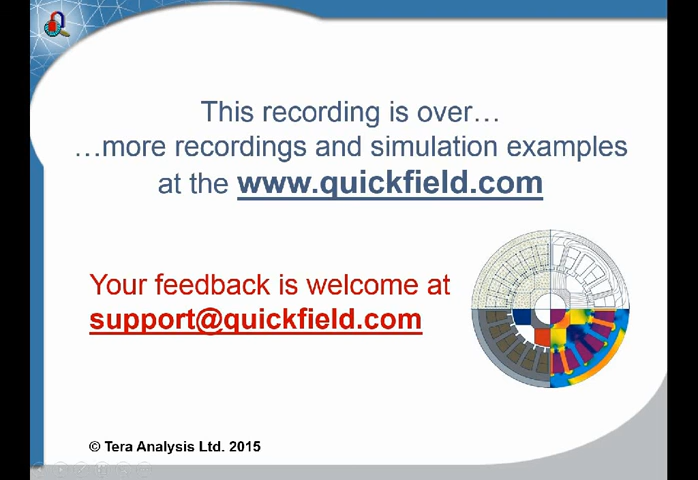 This recording is over…
…more recordings and simulation examples
at the www.quickfield.com
Your feedback is welcome at
support@quickfield.com
© Tera Analysis Ltd. 2015